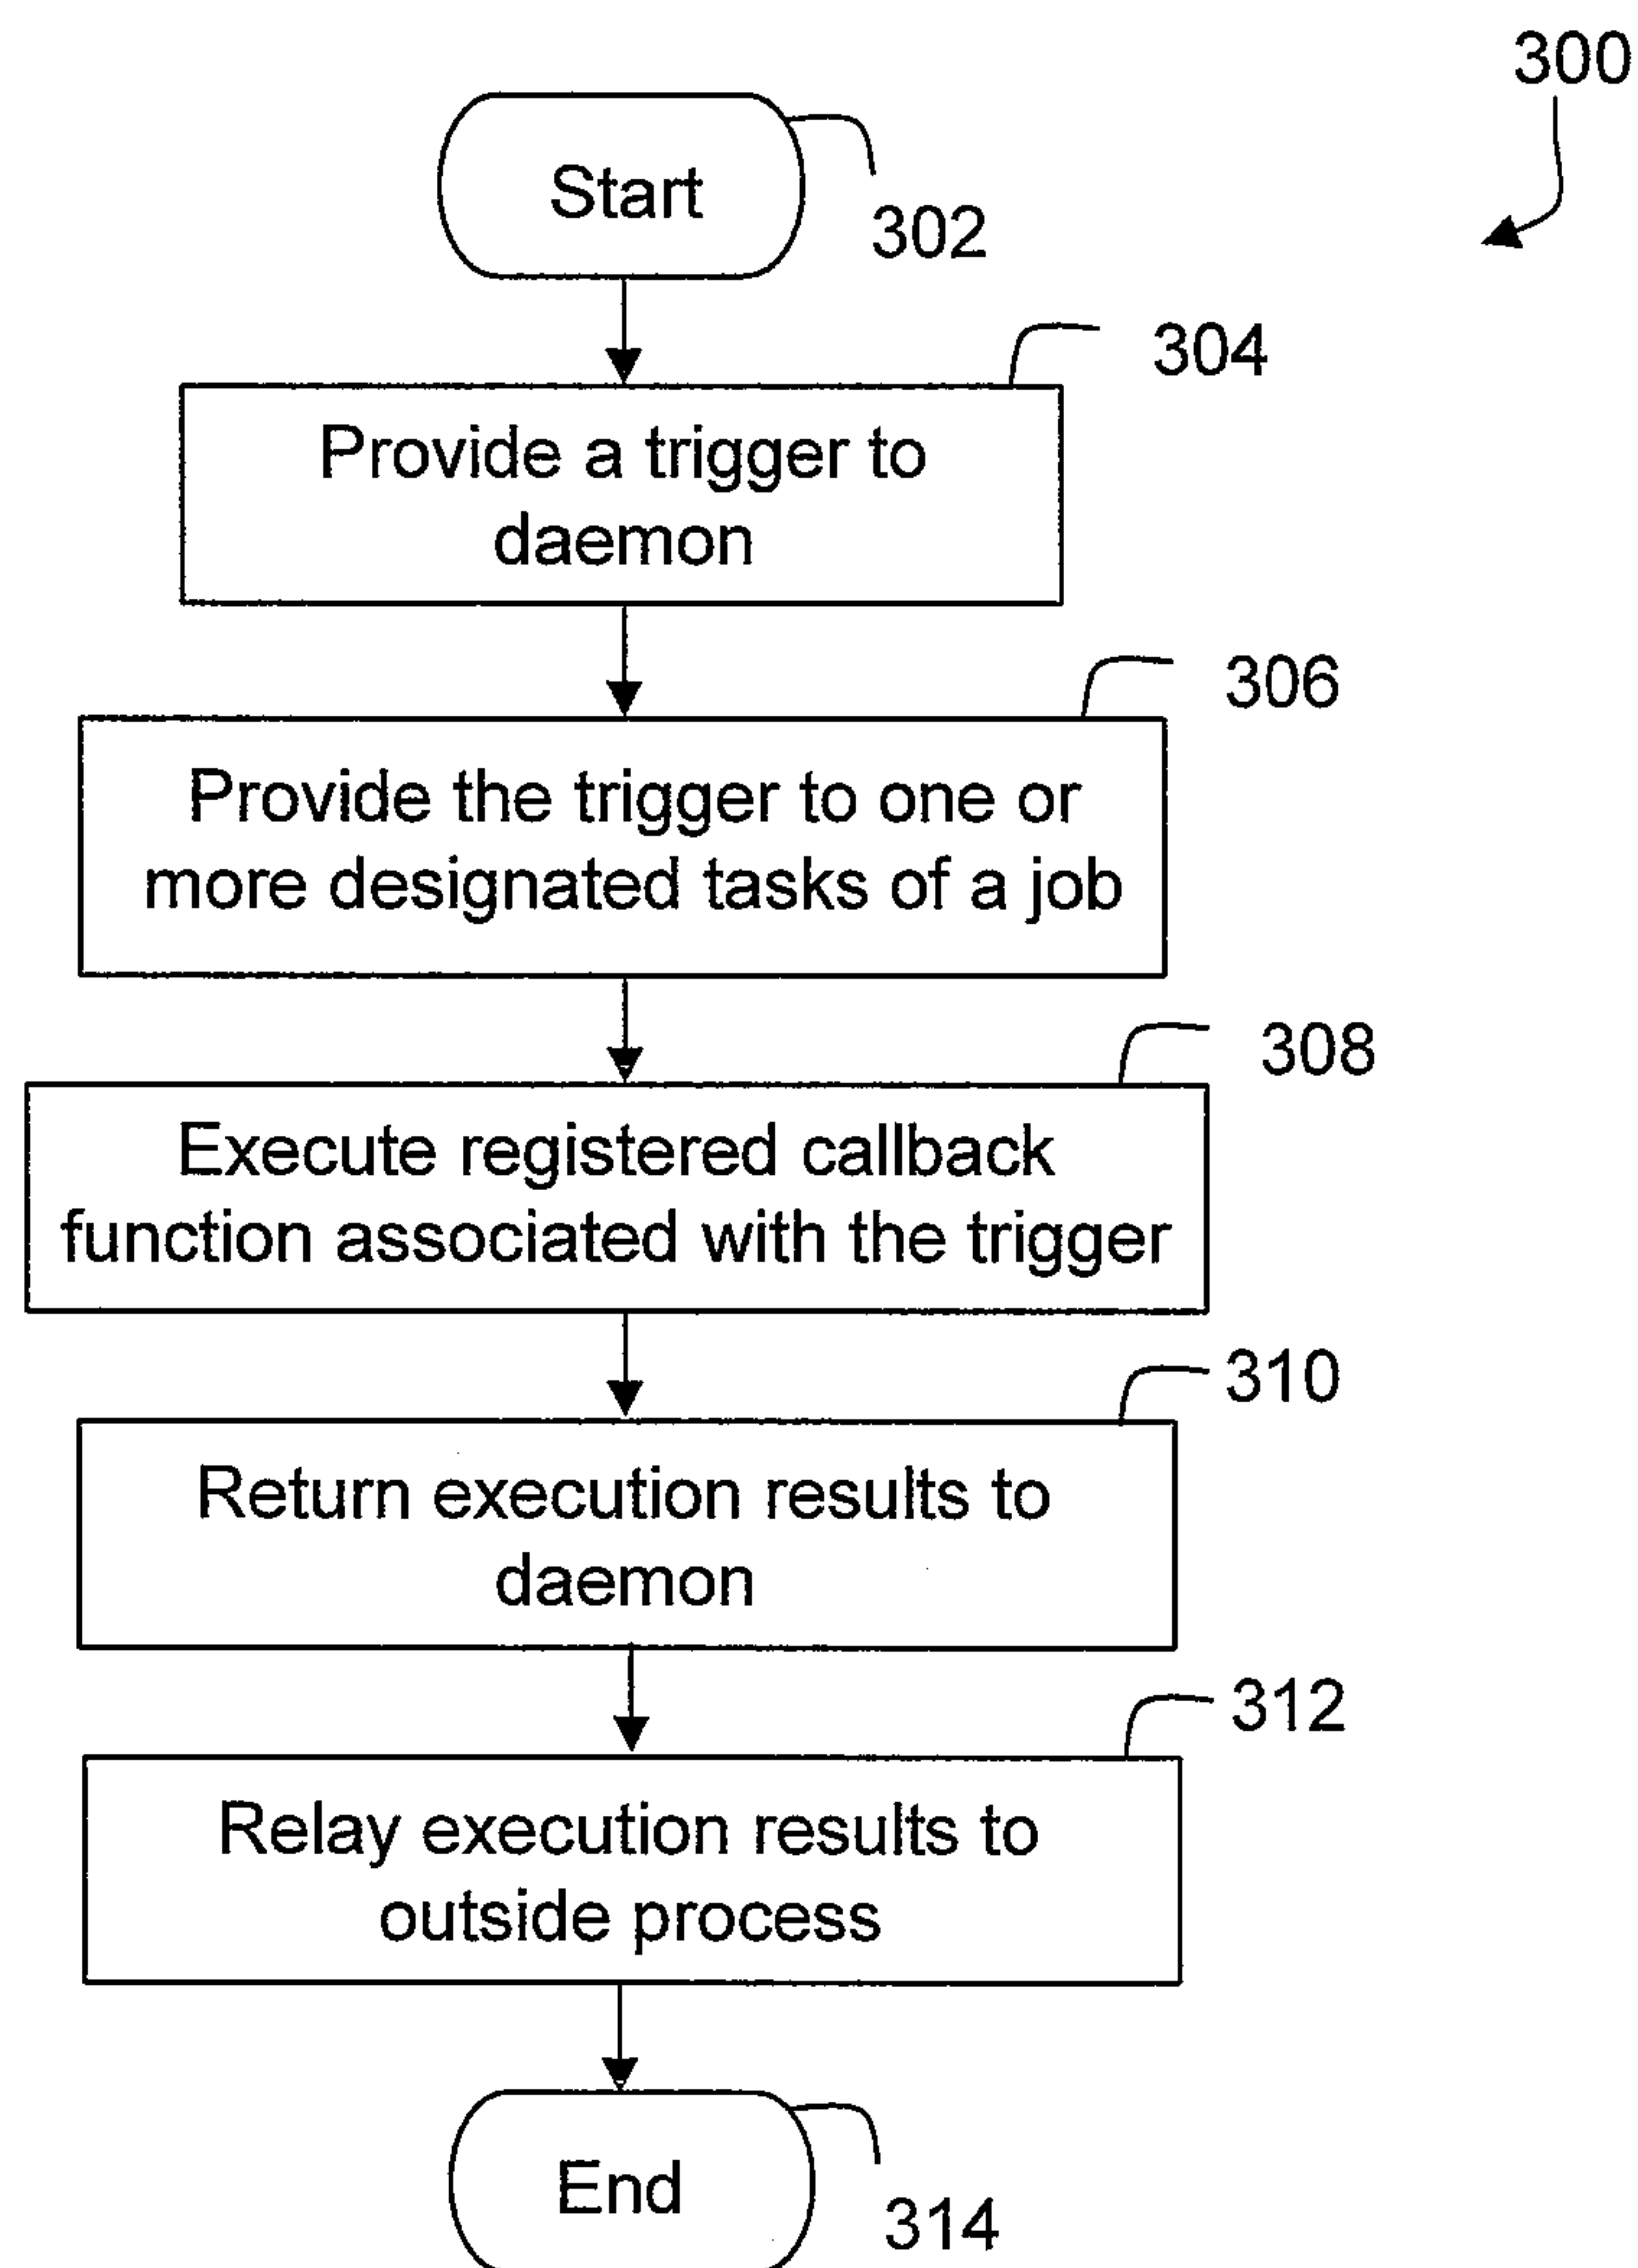 300
Start
302
304
Provide a trigger to
daemon
306
Provide the trigger to one or
more designated tasks of a job
308
Execute registered callback
function associated with the trigger
310
Return execution results to
daemon
312
Relay execution results to
outside process
End
314